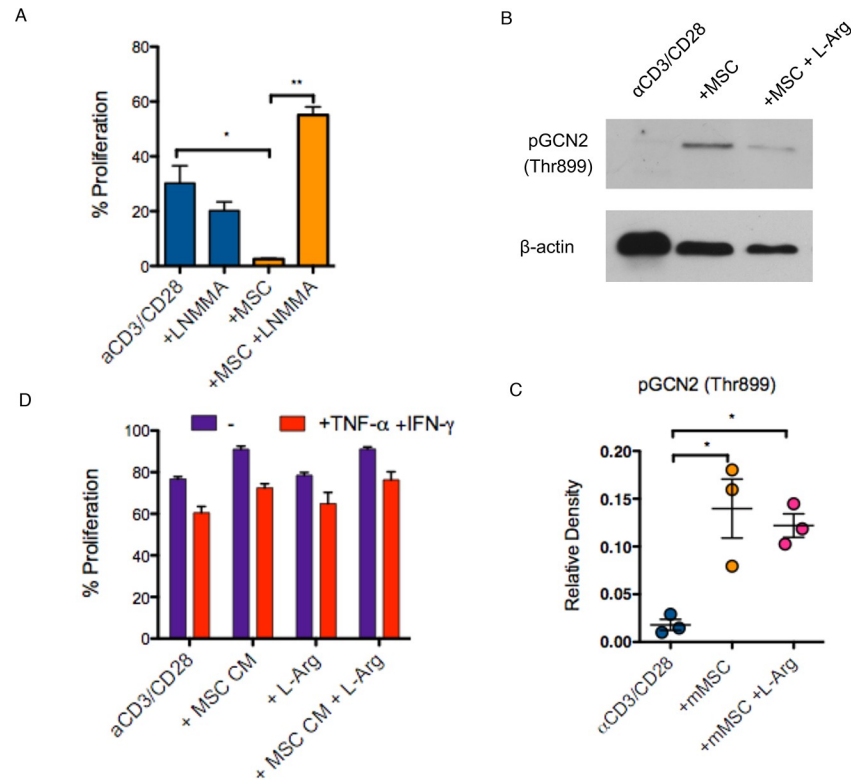 A
80
60
40
20
0
% Proliferation
*
**
aCD3/CD28
+LNMMA
+MSC
+MSC +LNMMA
B
αCD3/CD28
+MSC
+MSC + L-Arg
pGCN2
(Thr899)
β-actin
D
-
+TNF-α +IFN-γ
100
80
60
40
20
0
% Proliferation
aCD3/CD28
+ MSC CM
+ L-Arg
+ MSC CM + L-Arg
C
pGCN2 (Thr899)
*
*
0.20
0.15
0.10
0.05
0.00
Relative Density
αCD3/CD28
+mMSC
+mMSC +L-Arg